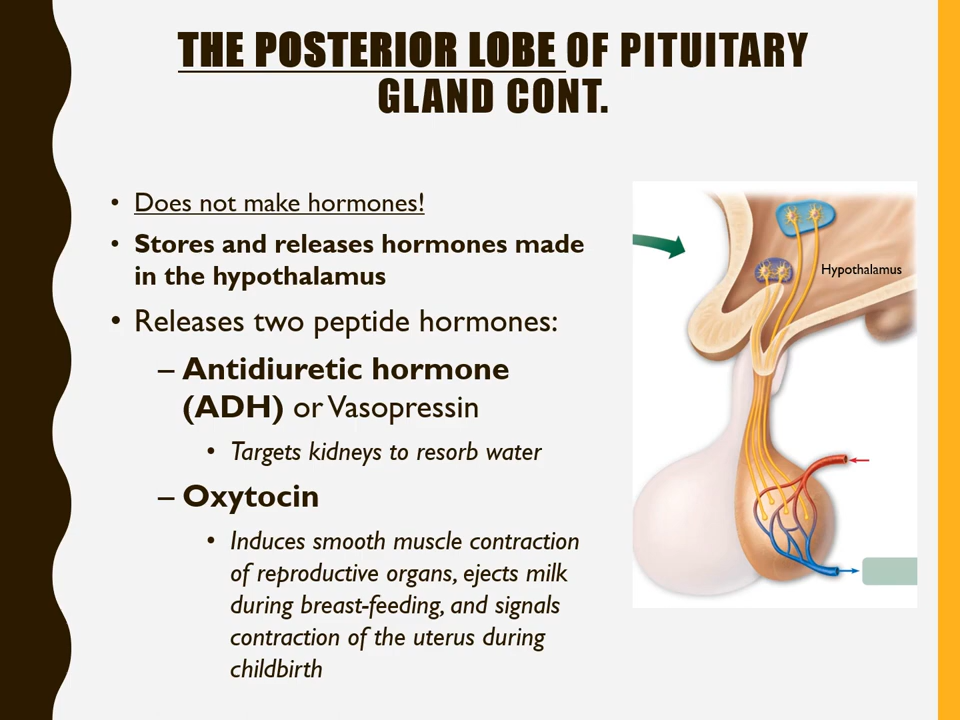 THE POSTERIOR LOBE OF PITUITARY
GLAND CONT.
• Does not make hormones!
• Stores and releases hormones made
in the hypothalamus
• Releases two peptide hormones:
– Antidiuretic hormone
(ADH) or Vasopressin
• Targets kidneys to resorb water
– Oxytocin
• Induces smooth muscle contraction
of reproductive organs, ejects milk
during breast-feeding, and signals
contraction of the uterus during
childbirth
Hypothalamus